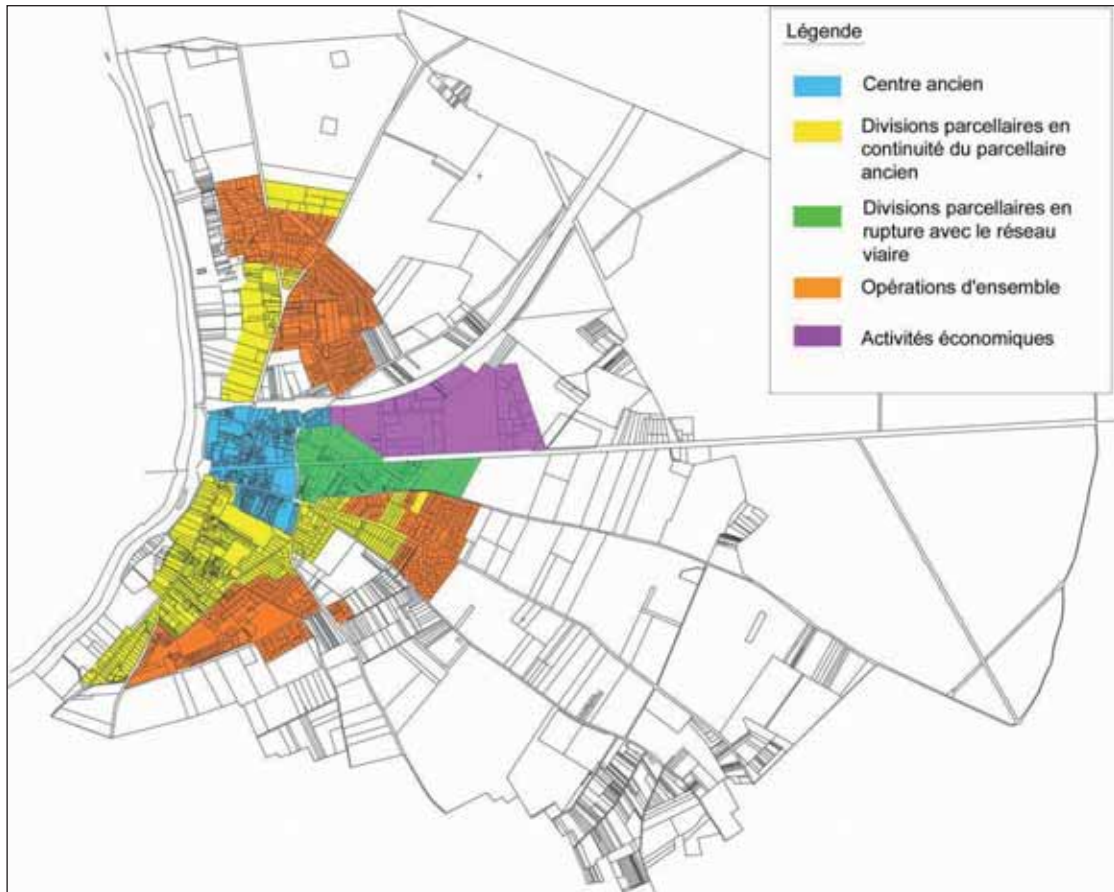 Légende
Centre ancien
Divisions parcellaires en
continuité du parcellaire
ancien
Divisions parcellaires en
rupture avec le réseau
viaire
Opérations d'ensemble
Activités économiques